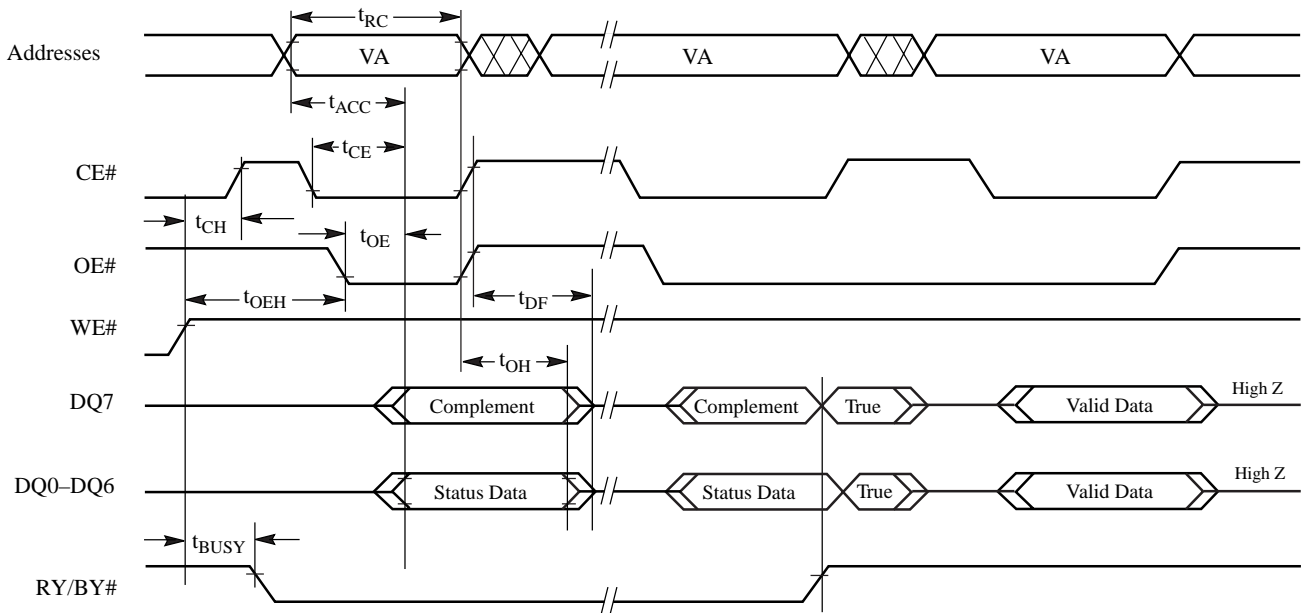 tRC
Addresses VA VA VA
tACC
tCE
CE#
tCH
tOE
OE#
tDF
tOEH
WE#
tOH
DQ7 Complement Complement True Valid Data High Z
DQ0–DQ6 Status Data Status Data True Valid Data High Z
tBUSY
RY/BY#